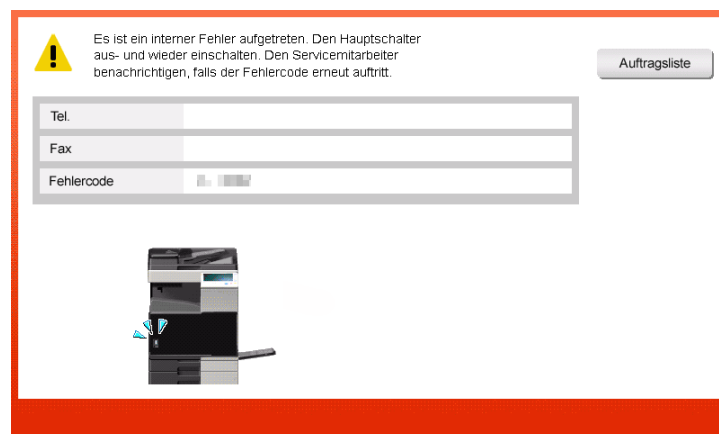 Es ist ein interner Fehler aufgetreten. Den Hauptschalter
aus- und wieder einschalten. Den Servicemitarbeiter
benachrichtigen, falls der Fehlercode erneut auftritt.
Auftragsliste
Tel.
Fax
Fehlercode